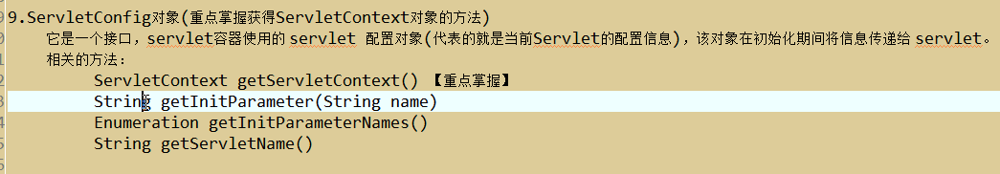 9.ServletConfig对象(重点掌握获得ServletContext对象的方法)
它是一个接口，servlet容器使用的 servlet 配置对象(代表的就是当前Servlet的配置信息)，该对象在初始化期间将信息传递给 servlet。
相关的方法：
ServletContext getServletContext() 【重点掌握】
String getInitParameter(String name)
Enumeration getInitParameterNames()
String getServletName()